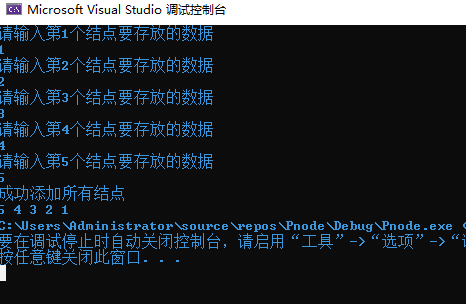 Microsoft Visual Studio 调试控制台
请输入第1个结点要存放的数据
1
请输入第2个结点要存放的数据
2
请输入第3个结点要存放的数据
3
请输入第4个结点要存放的数据
4
请输入第5个结点要存放的数据
5
成功添加所有结点
5 4 3 2 1
C:\Users\Administrator\source\repos\Pnode\Debug\Pnode.exe
要在调试停止时自动关闭控制台，请启用“工具”->“选项”->“
按任意键关闭此窗口. . .